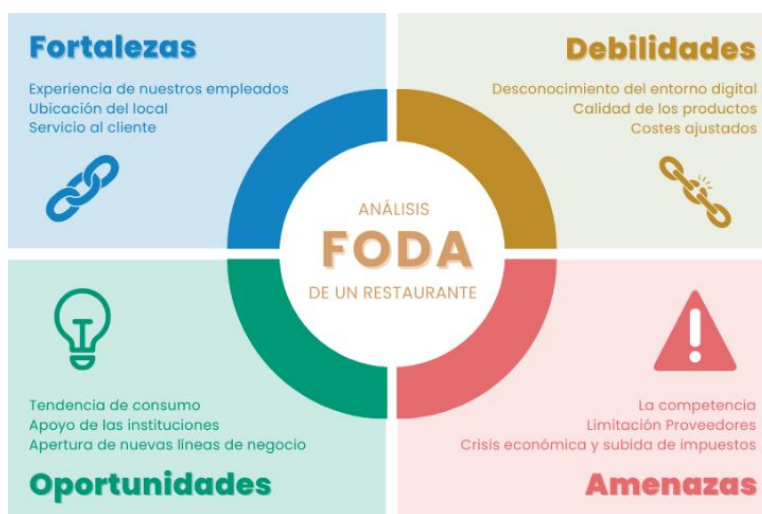 Fortalezas
Experiencia de nuestros empleados
Ubicación del local
Servicio al cliente
Debilidades
Desconocimiento del entorno digital
Calidad de los productos
Costes ajustados
ANÁLISIS
FODA
DE UN RESTAURANTE
Tendencia de consumo
Apoyo de las instituciones
Apertura de nuevas líneas de negocio
Oportunidades
La competencia
Limitación Proveedores
Crisis económica y subida de impuestos
Amenazas